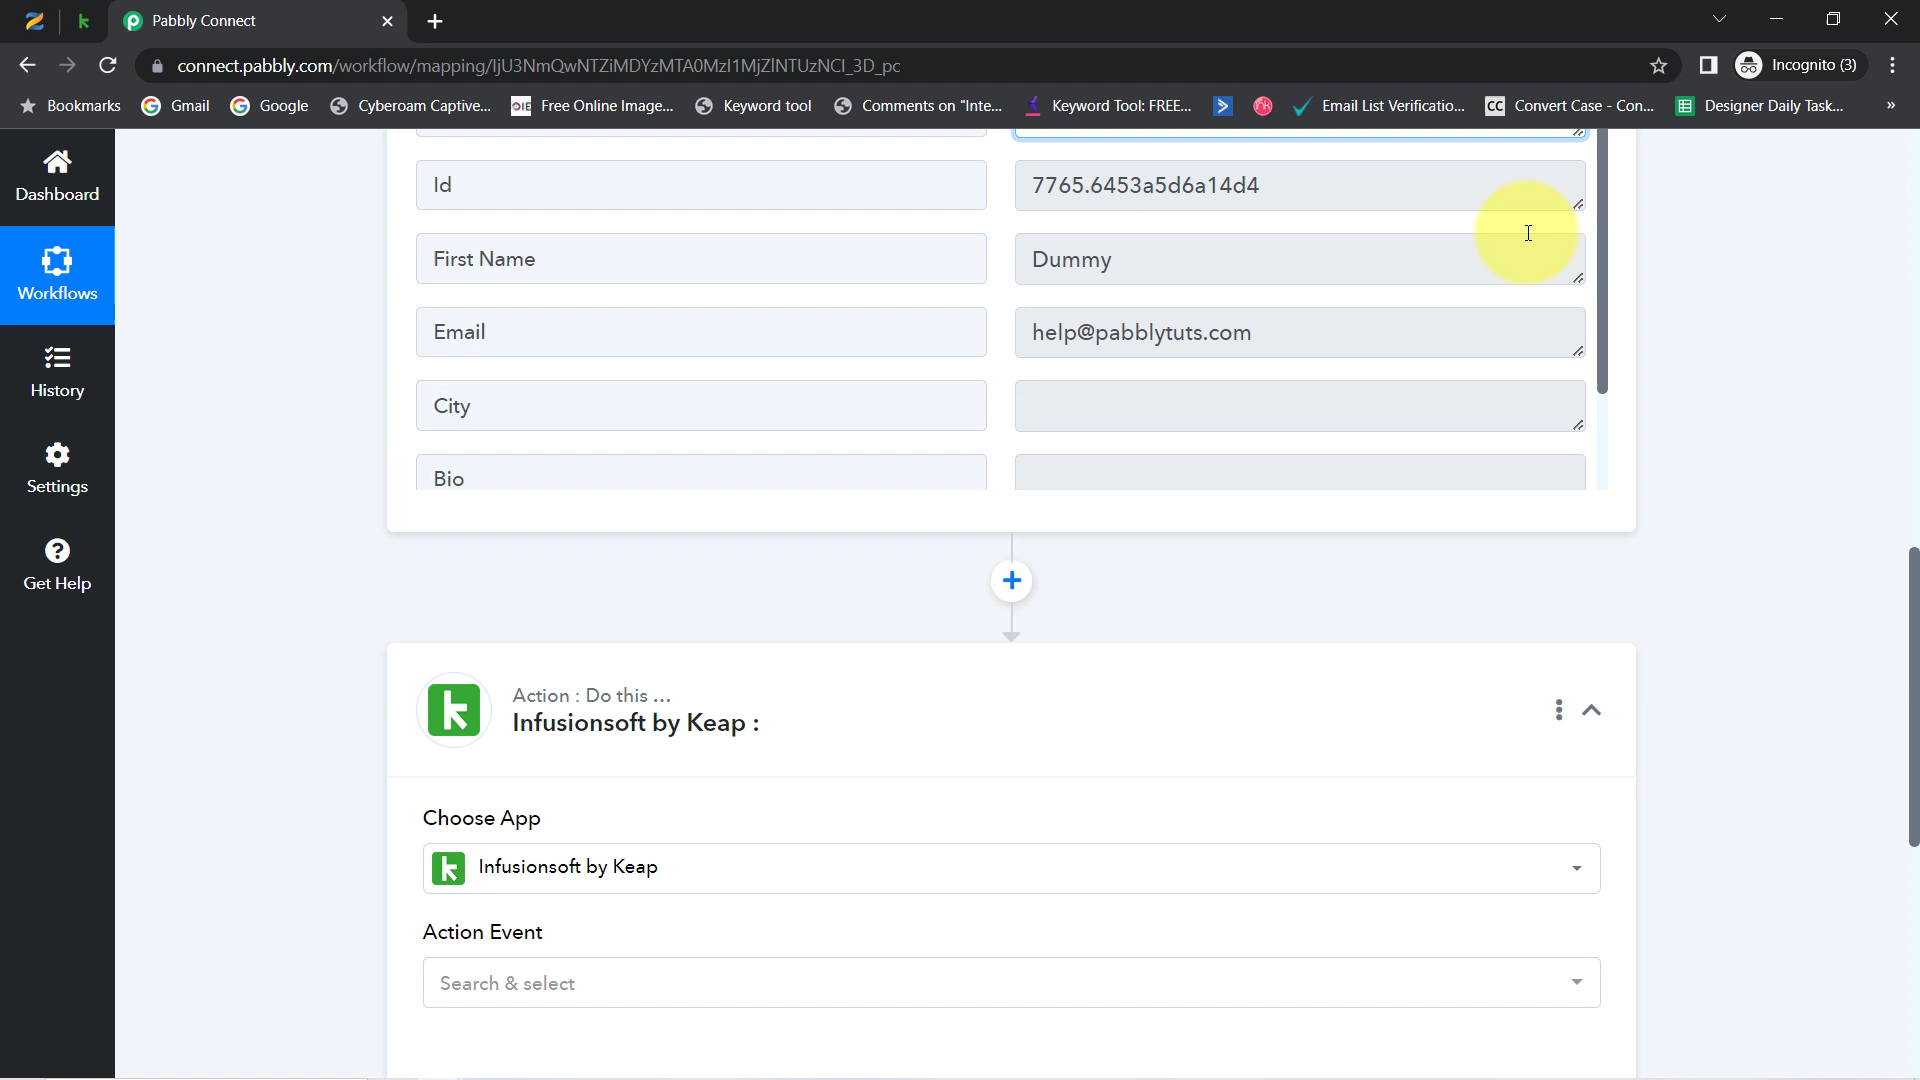 Pabbly Connect
connect.pabbly.com/workflow/mapping/IjU3NmQwNTZiMDYzMTA0MzI1MjZlNTUzNCI_3D_pc
Incognito (3)
Bookmarks
Gmail
Google
Cyberoam Captive...
Free Online Image...
Keyword tool
Comments on "Inte...
Keyword Tool: FREE...
Email List Verificatio...
CC Convert Case - Con...
Designer Daily Task...
»
Dashboard
Workflows
History
Settings
Get Help
Id
7765.6453a5d6a14d4
First Name
Dummy
Email
help@pabblytuts.com
City
Bio
Action : Do this ...
Infusionsoft by Keap :
Choose App
Infusionsoft by Keap
Action Event
Search & select